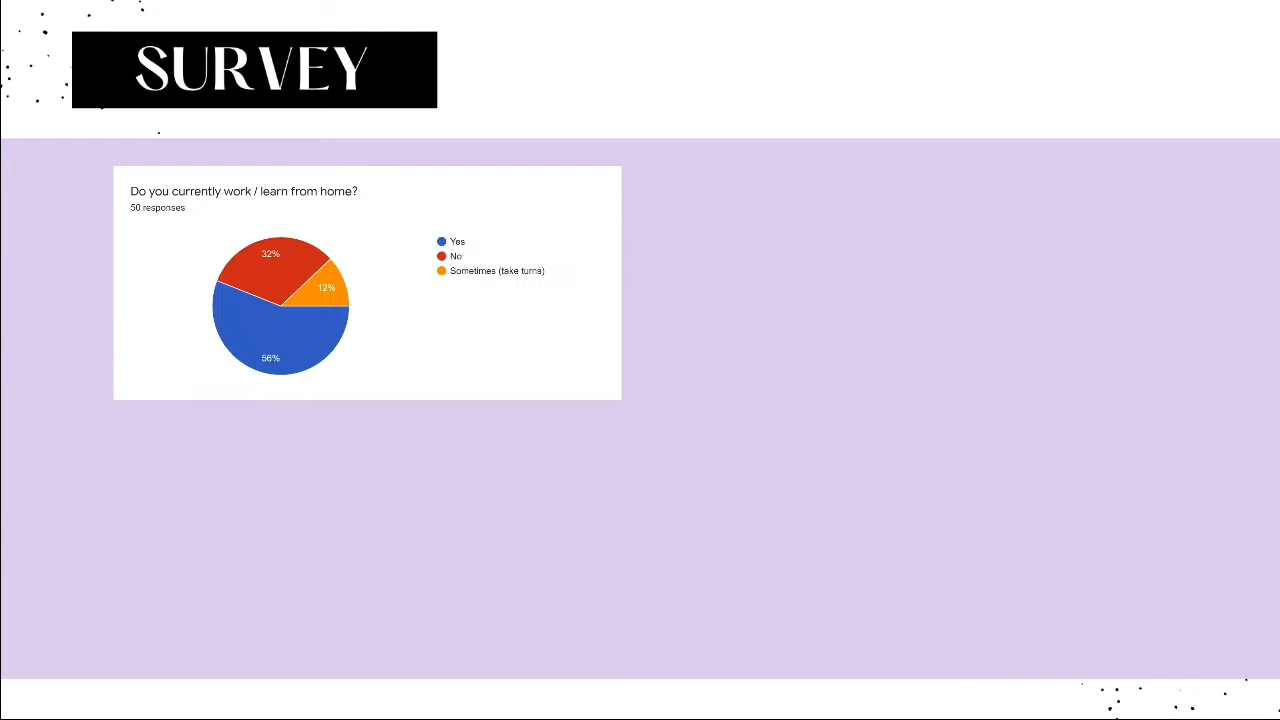 SURVEY
Do you currently work / learn from home?
50 responses
32%
12%
56%
Yes
No
Sometimes (take turns)